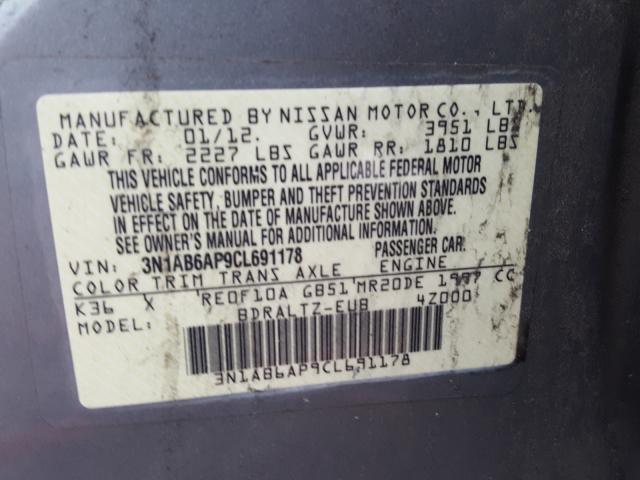 MANUFACTURED BY NISSAN MOTOR CO., LTD.
DATE: 01/12. GVWR: 3951 LBS
GAWR FR: 2227 LBS GAWR RR: 1810 LBS
THIS VEHICLE CONFORMS TO ALL APPLICABLE FEDERAL MOTOR
VEHICLE SAFETY, BUMPER AND THEFT PREVENTION STANDARDS
IN EFFECT ON THE DATE OF MANUFACTURE SHOWN ABOVE.
SEE OWNER'S MANUAL FOR ADDITIONAL INFORMATION.
VIN: 3N1AB6AP9CL691178 PASSENGER CAR.
COLOR TRIM TRANS AXLE ENGINE
K36 X RE0F10A GB51 MR20DE 1997 CC
MODEL: BDRALTZ-EUB 4Z000
3N1AB6AP9CL691178